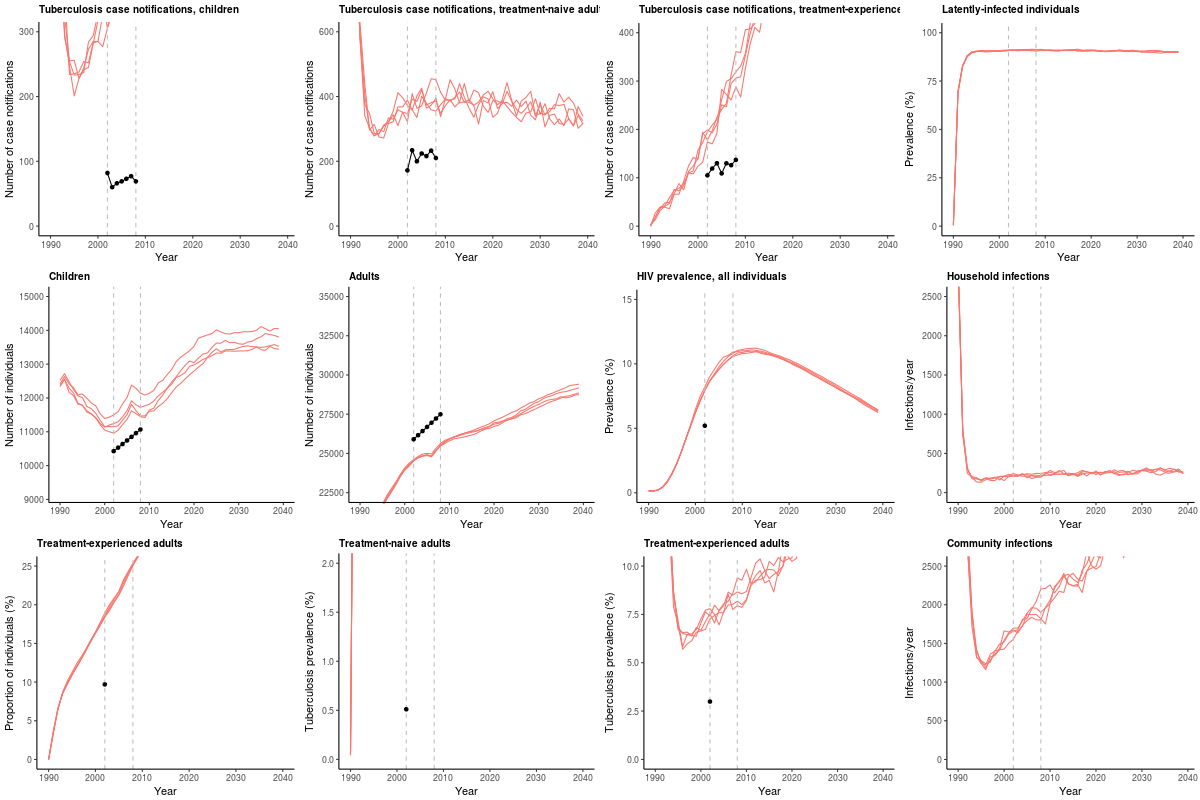 Tuberculosis case notifications, children
Number of case notifications
300
200
100
0
1990 2000 2010 2020 2030 2040
Year
Tuberculosis case notifications, treatment-naive adul
Number of case notifications
600
400
200
0
1990 2000 2010 2020 2030 2040
Year
Tuberculosis case notifications, treatment-experience
Number of case notifications
400
300
200
100
0
1990 2000 2010 2020 2030 2040
Year
Latently-infected individuals
Prevalence (%)
100
75
50
25
0
1990 2000 2010 2020 2030 2040
Year
Children
Number of individuals
15000
14000
13000
12000
11000
10000
9000
1990 2000 2010 2020 2030 2040
Year
Adults
Number of individuals
35000
32500
30000
27500
25000
22500
1990 2000 2010 2020 2030 2040
Year
HIV prevalence, all individuals
Prevalence (%)
15
10
5
0
1990 2000 2010 2020 2030 2040
Year
Household infections
Infections/year
2500
2000
1500
1000
500
0
1990 2000 2010 2020 2030 2040
Year
Treatment-experienced adults
Proportion of individuals (%)
25
20
15
10
5
0
1990 2000 2010 2020 2030 2040
Year
Treatment-naive adults
Tuberculosis prevalence (%)
2.0
1.5
1.0
0.5
0.0
1990 2000 2010 2020 2030 2040
Year
Treatment-experienced adults
Tuberculosis prevalence (%)
10.0
7.5
5.0
2.5
0.0
1990 2000 2010 2020 2030 2040
Year
Community infections
Infections/year
2500
2000
1500
1000
500
0
1990 2000 2010 2020 2030 2040
Year